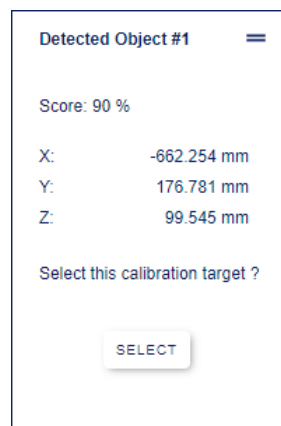 Detected Object #1
Score: 90 %
X: -662.254 mm
Y: 176.781 mm
Z: 99.545 mm
Select this calibration target ?
SELECT